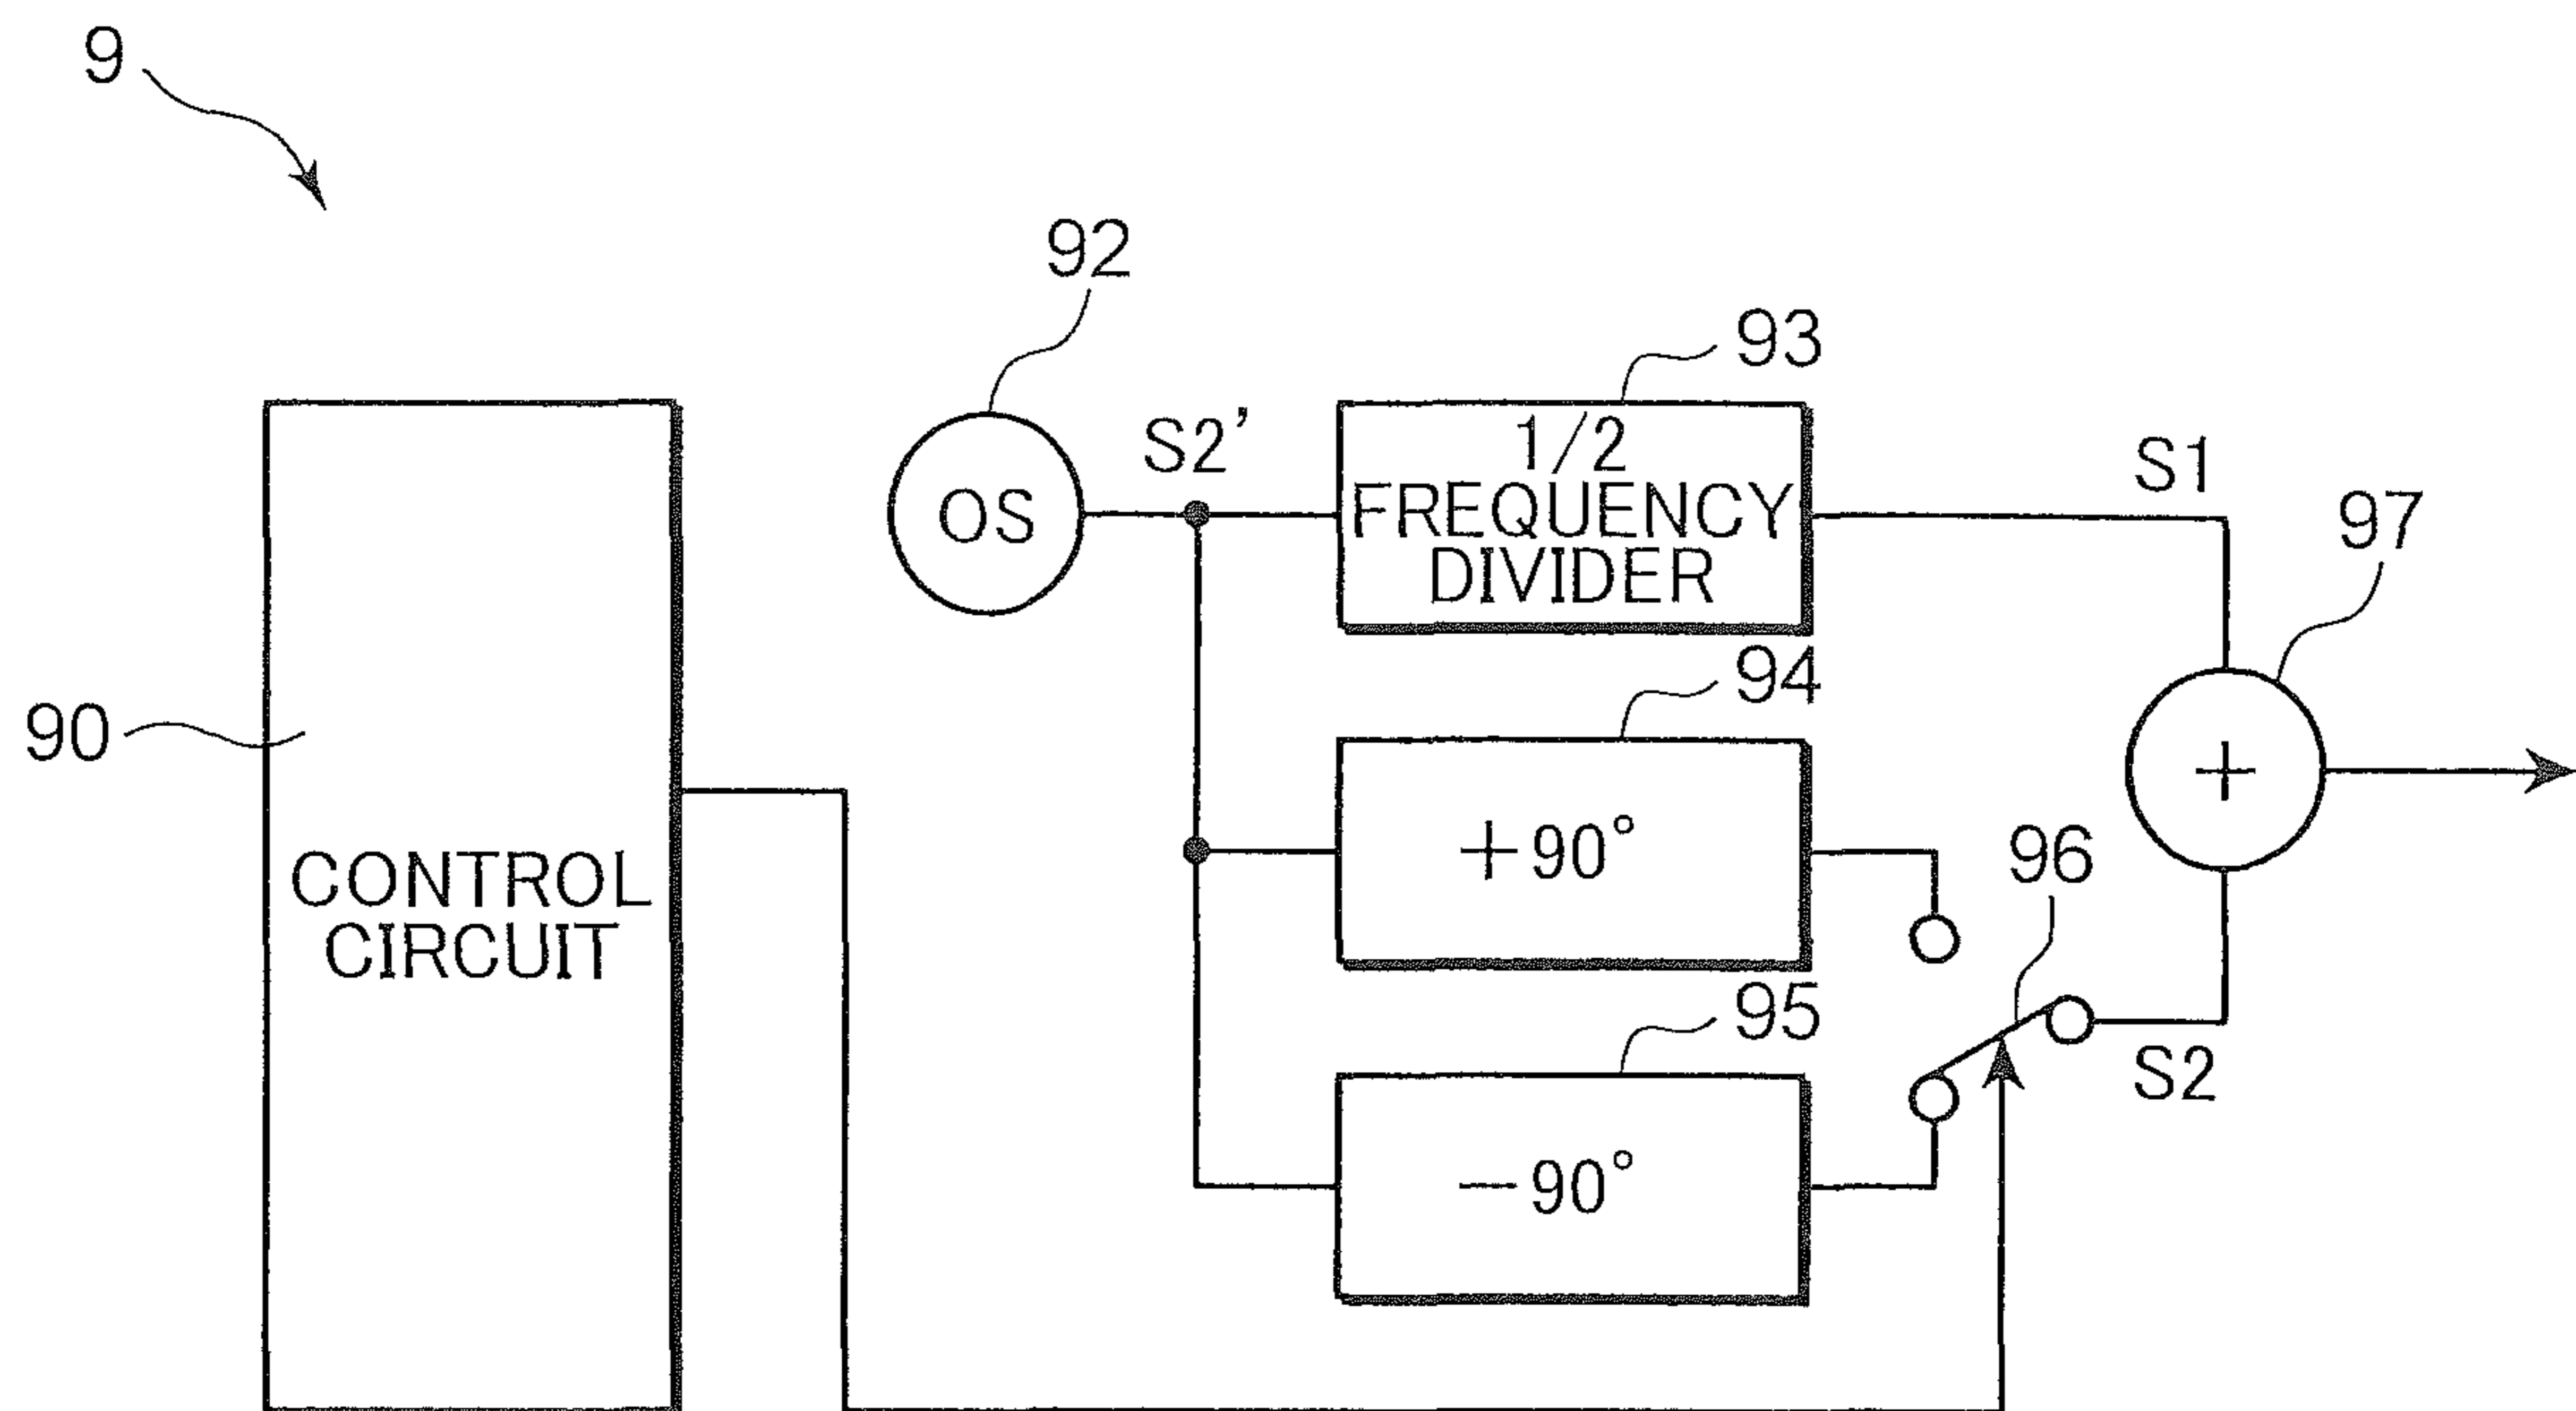 9
92
S2'
93
1/2
FREQUENCY
DIVIDER
S1
97
OS
94
+90°
+
90
CONTROL
CIRCUIT
96
95
-90°
S2